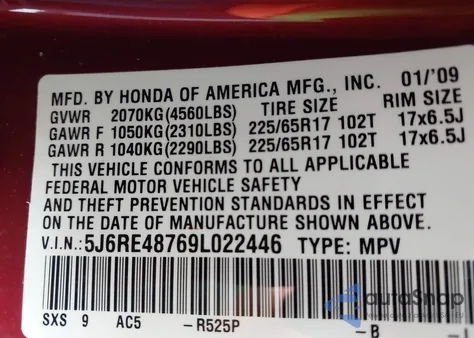 MFD. BY HONDA OF AMERICA MFG., INC. 01/'09
GVWR 2070KG(4560LBS) TIRE SIZE RIM SIZE
GAWR F 1050KG(2310LBS) 225/65R17 102T 17x6.5J
GAWR R 1040KG(2290LBS) 225/65R17 102T 17x6.5J
THIS VEHICLE CONFORMS TO ALL APPLICABLE
FEDERAL MOTOR VEHICLE SAFETY
AND THEFT PREVENTION STANDARDS IN EFFECT
ON THE DATE OF MANUFACTURE SHOWN ABOVE.
V.I.N.: 5J6RE48769L022446 TYPE: MPV
autoSnap
SXS 9 AC5 -R525P -B